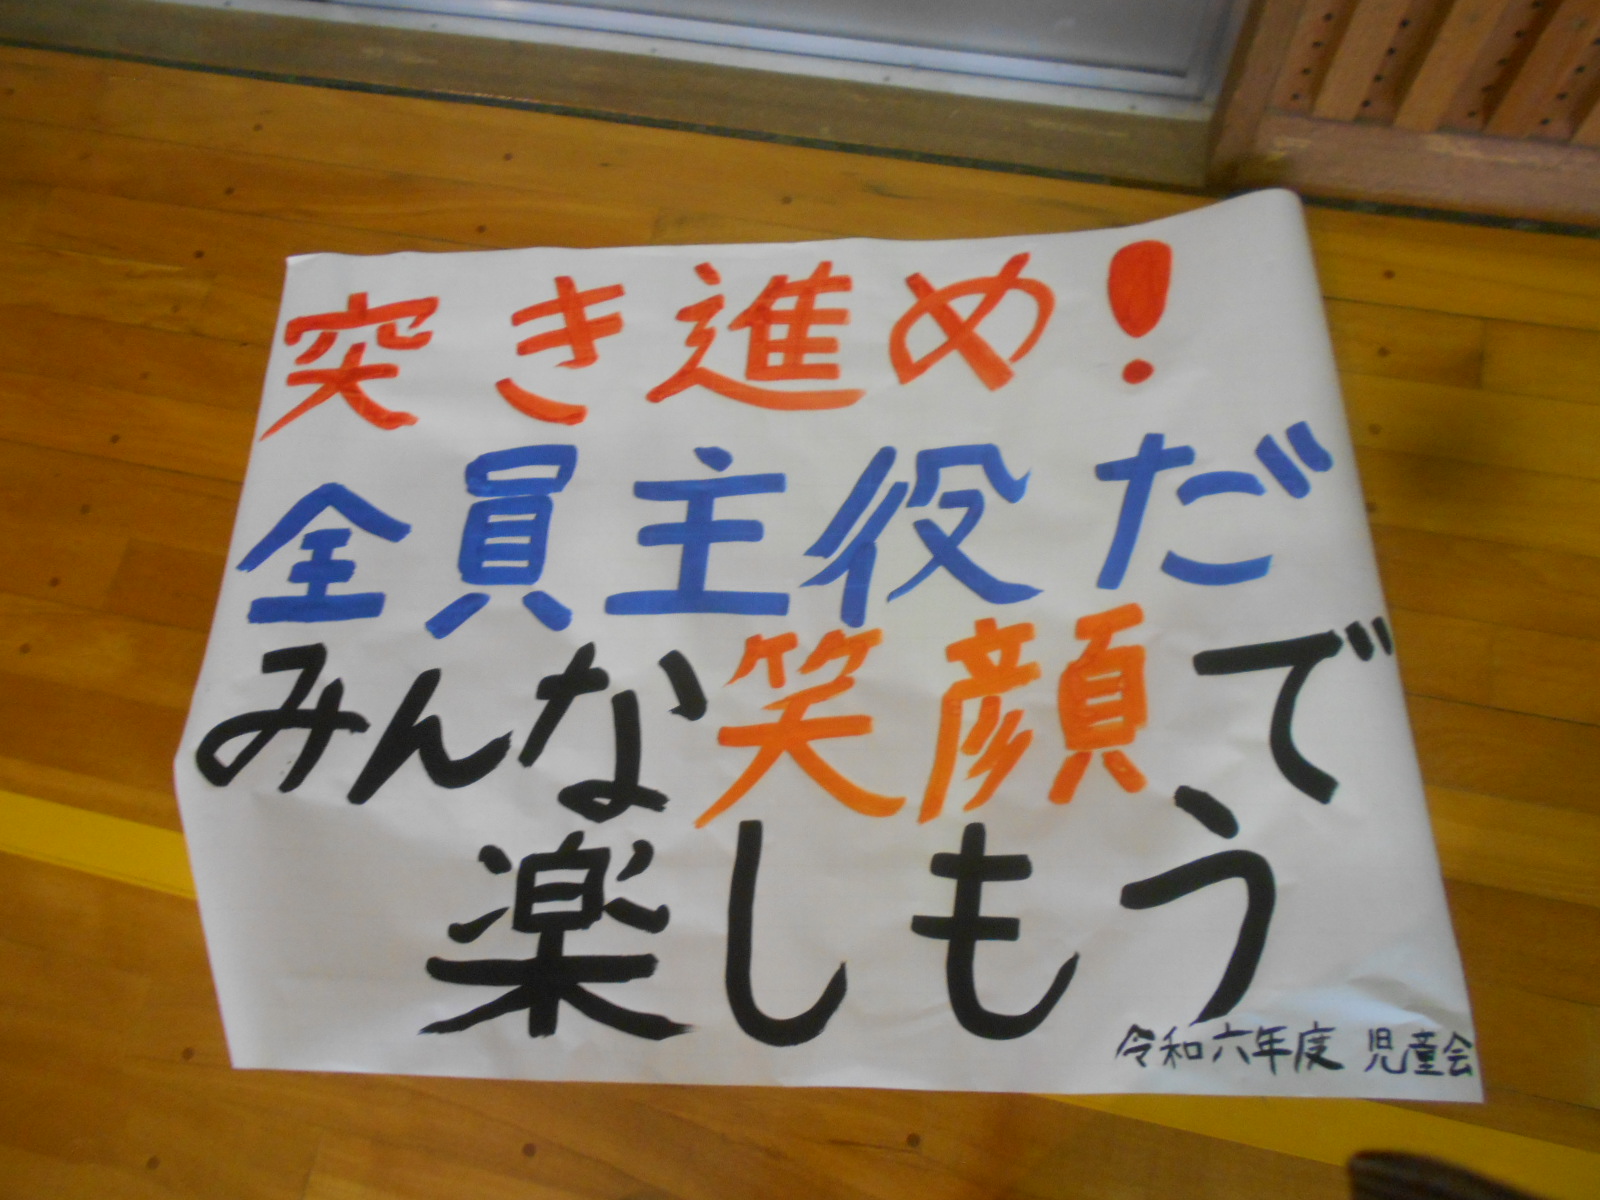 突き進め！
全員主役だ
みんな笑顔で
楽しもう
令和六年度 児童会